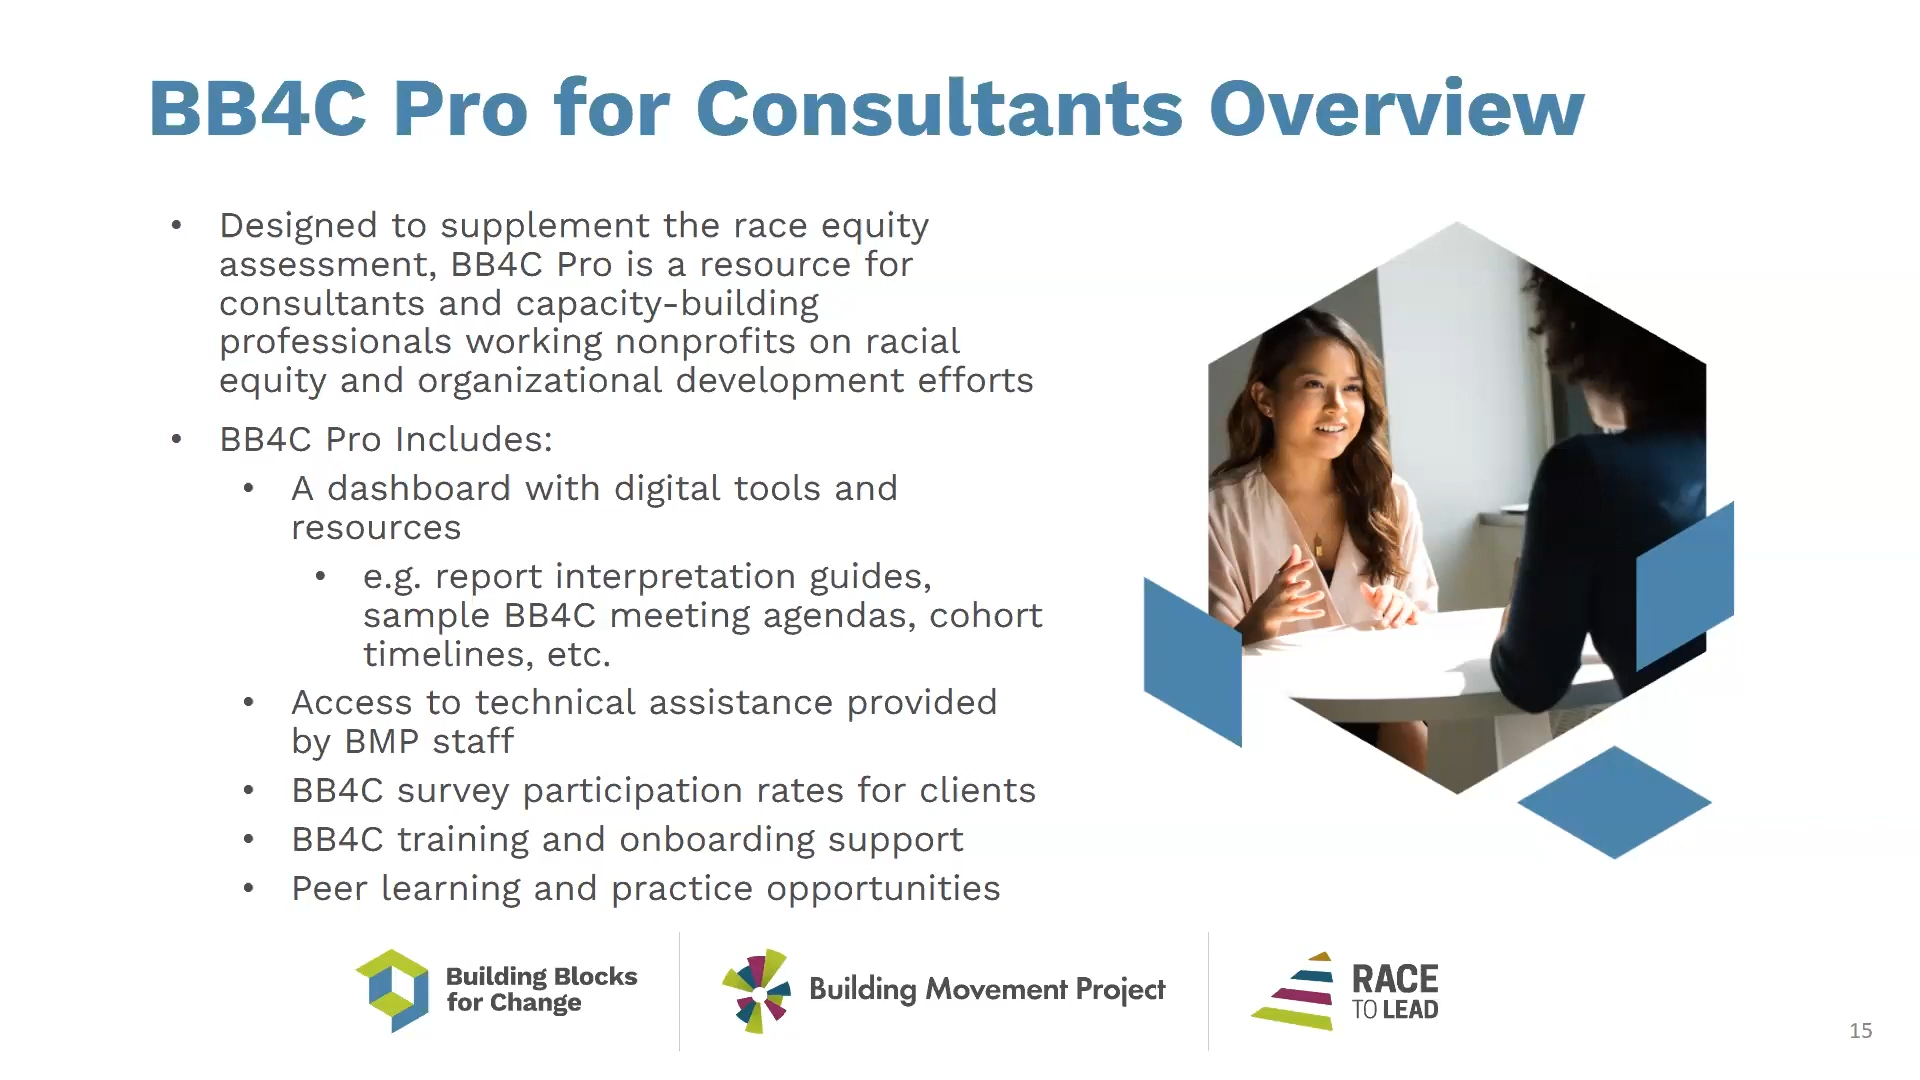 BB4C Pro for Consultants Overview
• Designed to supplement the race equity
assessment, BB4C Pro is a resource for
consultants and capacity-building
professionals working nonprofits on racial
equity and organizational development efforts
• BB4C Pro Includes:
• A dashboard with digital tools and
resources
• e.g. report interpretation guides,
sample BB4C meeting agendas, cohort
timelines, etc.
• Access to technical assistance provided
by BMP staff
• BB4C survey participation rates for clients
• BB4C training and onboarding support
• Peer learning and practice opportunities
Building Blocks
for Change
Building Movement Project
RACE
TO LEAD
15